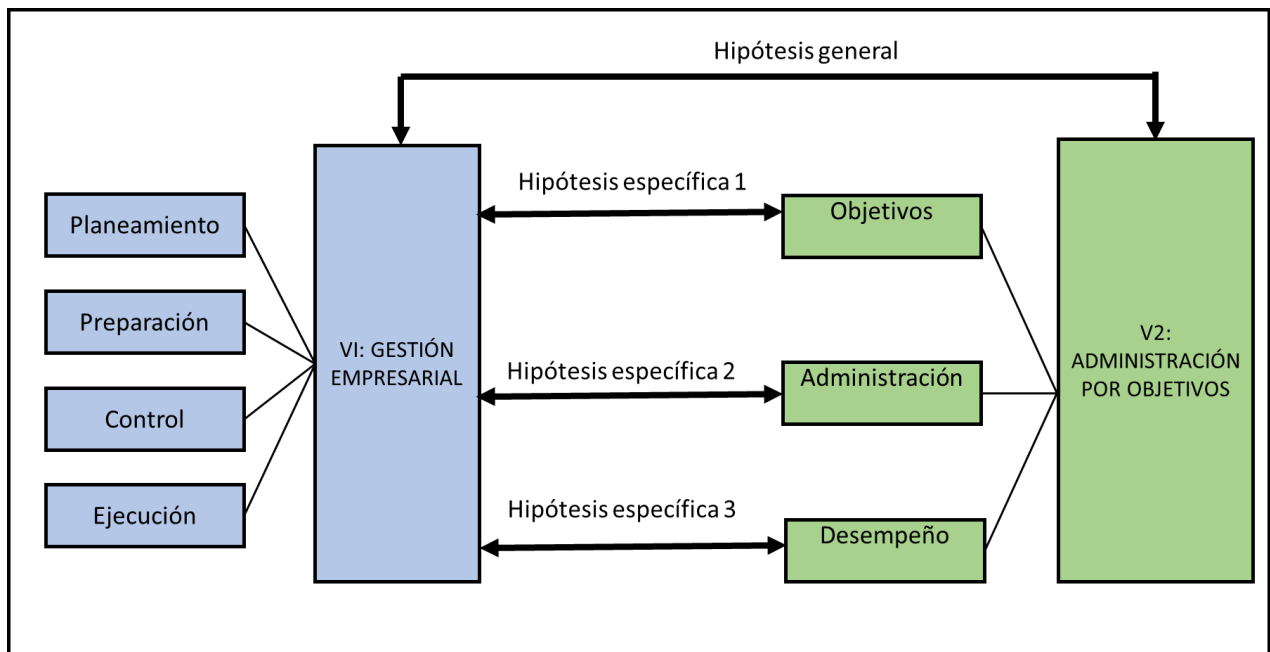 Hipótesis general
Planeamiento
Preparación
Control
Ejecución
VI: GESTIÓN
EMPRESARIAL
Hipótesis específica 1
Hipótesis específica 2
Hipótesis específica 3
Objetivos
Administración
Desempeño
V2:
ADMINISTRACIÓN
POR OBJETIVOS